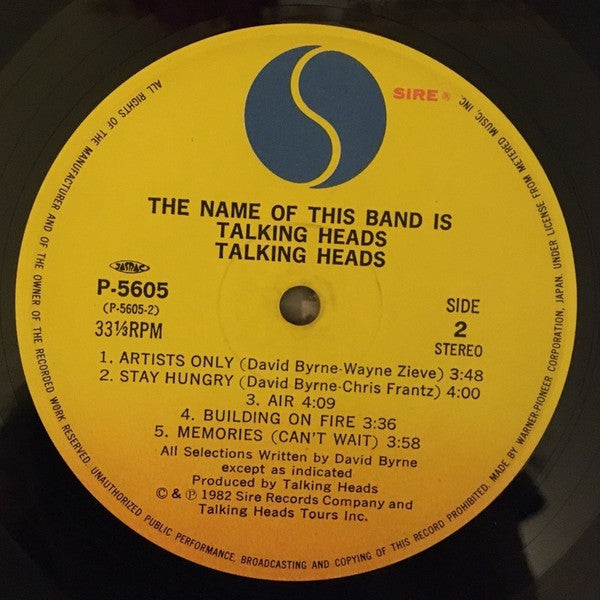 SIRE®
THE NAME OF THIS BAND IS
TALKING HEADS
TALKING HEADS
JASRAC
P-5605
(P-5605-2)
33⅓RPM
SIDE
2
STEREO
1. ARTISTS ONLY (David Byrne-Wayne Zieve) 3:48
2. STAY HUNGRY (David Byrne-Chris Frantz) 4:00
3. AIR 4:09
4. BUILDING ON FIRE 3:36
5. MEMORIES (CAN'T WAIT) 3:58
All Selections Written by David Byrne
except as indicated
Produced by Talking Heads
© & ℗ 1982 Sire Records Company and
Talking Heads Tours Inc.
ALL RIGHTS OF THE MANUFACTURER AND OF THE OWNER OF THE RECORDED WORK RESERVED. UNAUTHORIZED PUBLIC PERFORMANCE, BROADCASTING AND COPYING OF THIS RECORD PROHIBITED. MADE BY WARNER-PIONEER CORPORATION, JAPAN. UNDER LICENSE FROM METERED MUSIC, INC.